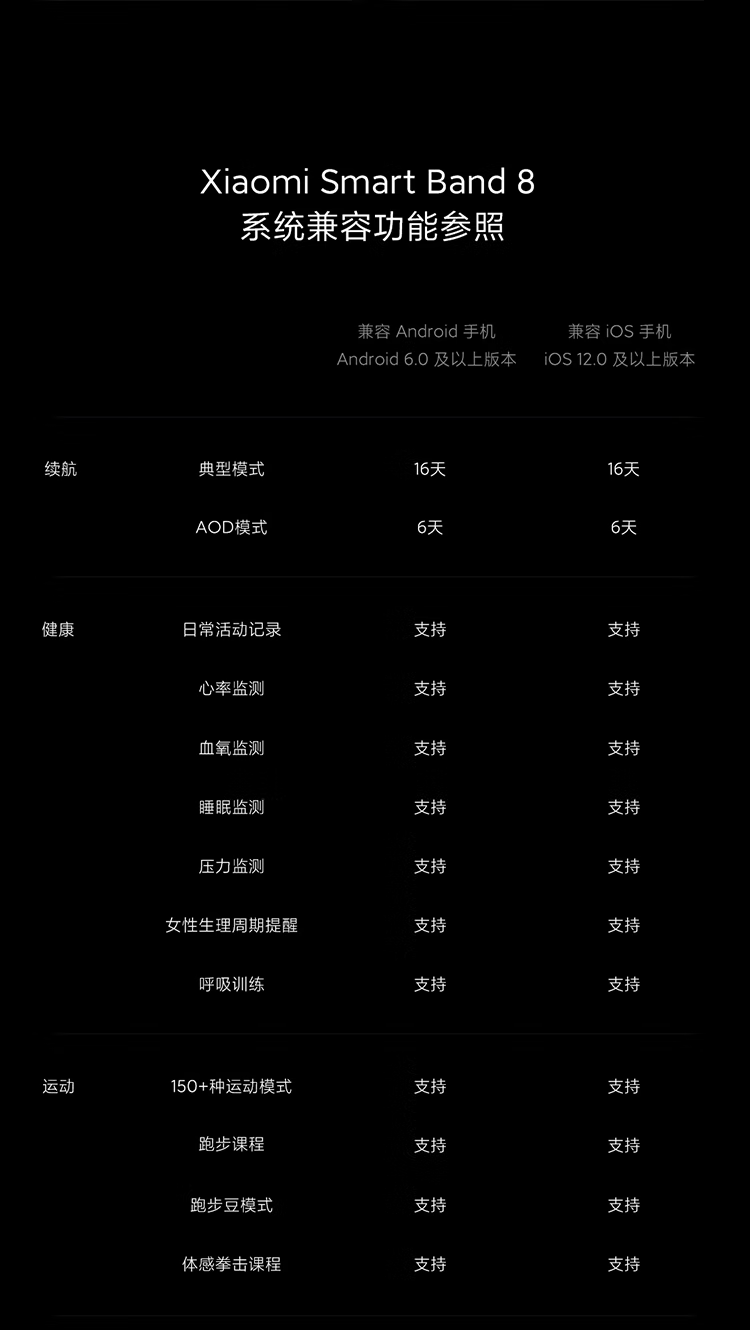 Xiaomi Smart Band 8
系统兼容功能参照
兼容 Android 手机 兼容 iOS 手机
Android 6.0 及以上版本 iOS 12.0 及以上版本
续航 典型模式 16天 16天
AOD模式 6天 6天
健康 日常活动记录 支持 支持
心率监测 支持 支持
血氧监测 支持 支持
睡眠监测 支持 支持
压力监测 支持 支持
女性生理周期提醒 支持 支持
呼吸训练 支持 支持
运动 150+种运动模式 支持 支持
跑步课程 支持 支持
跑步豆模式 支持 支持
体感拳击课程 支持 支持